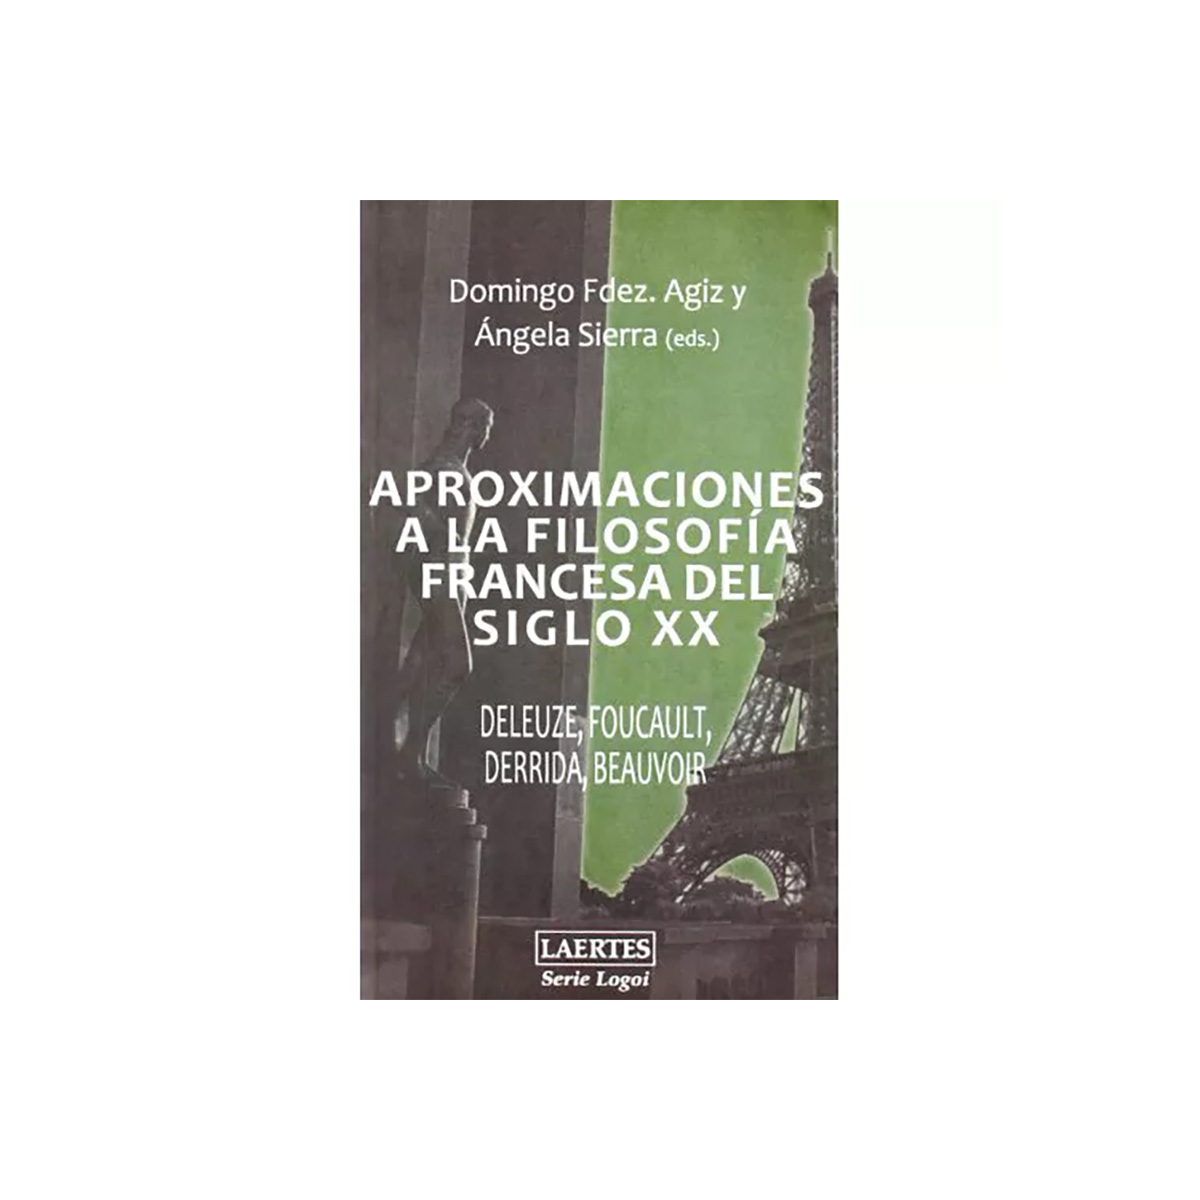 Domingo Fdez. Agiz y
Ángela Sierra (eds.)
APROXIMACIONES
A LA FILOSOFÍA
FRANCESA DEL
SIGLO XX
DELEUZE, FOUCAULT,
DERRIDA, BEAUVOIR
LAERTES
Serie Logoi